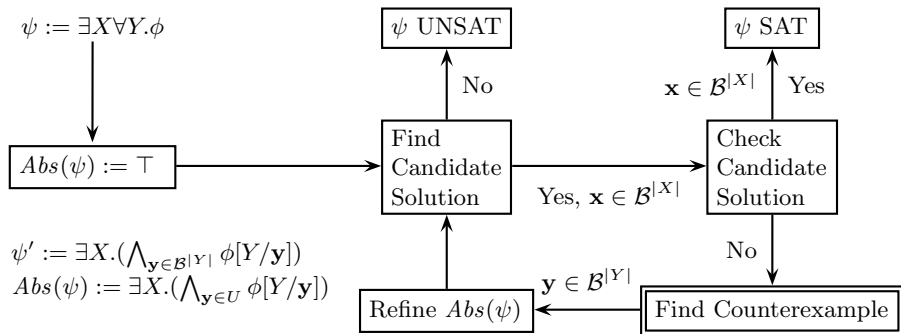 ψ := ∃X∀Y.ϕ
ψ UNSAT
ψ SAT
No
x ∈ 𝓑^|X|
Yes
Abs(ψ) := ⊤
Find
Candidate
Solution
Check
Candidate
Solution
Yes, x ∈ 𝓑^|X|
ψ′ := ∃X.(⋀_{y∈𝓑^|Y|} ϕ[Y/y])
Abs(ψ) := ∃X.(⋀_{y∈U} ϕ[Y/y])
No
y ∈ 𝓑^|Y|
Refine Abs(ψ)
Find Counterexample